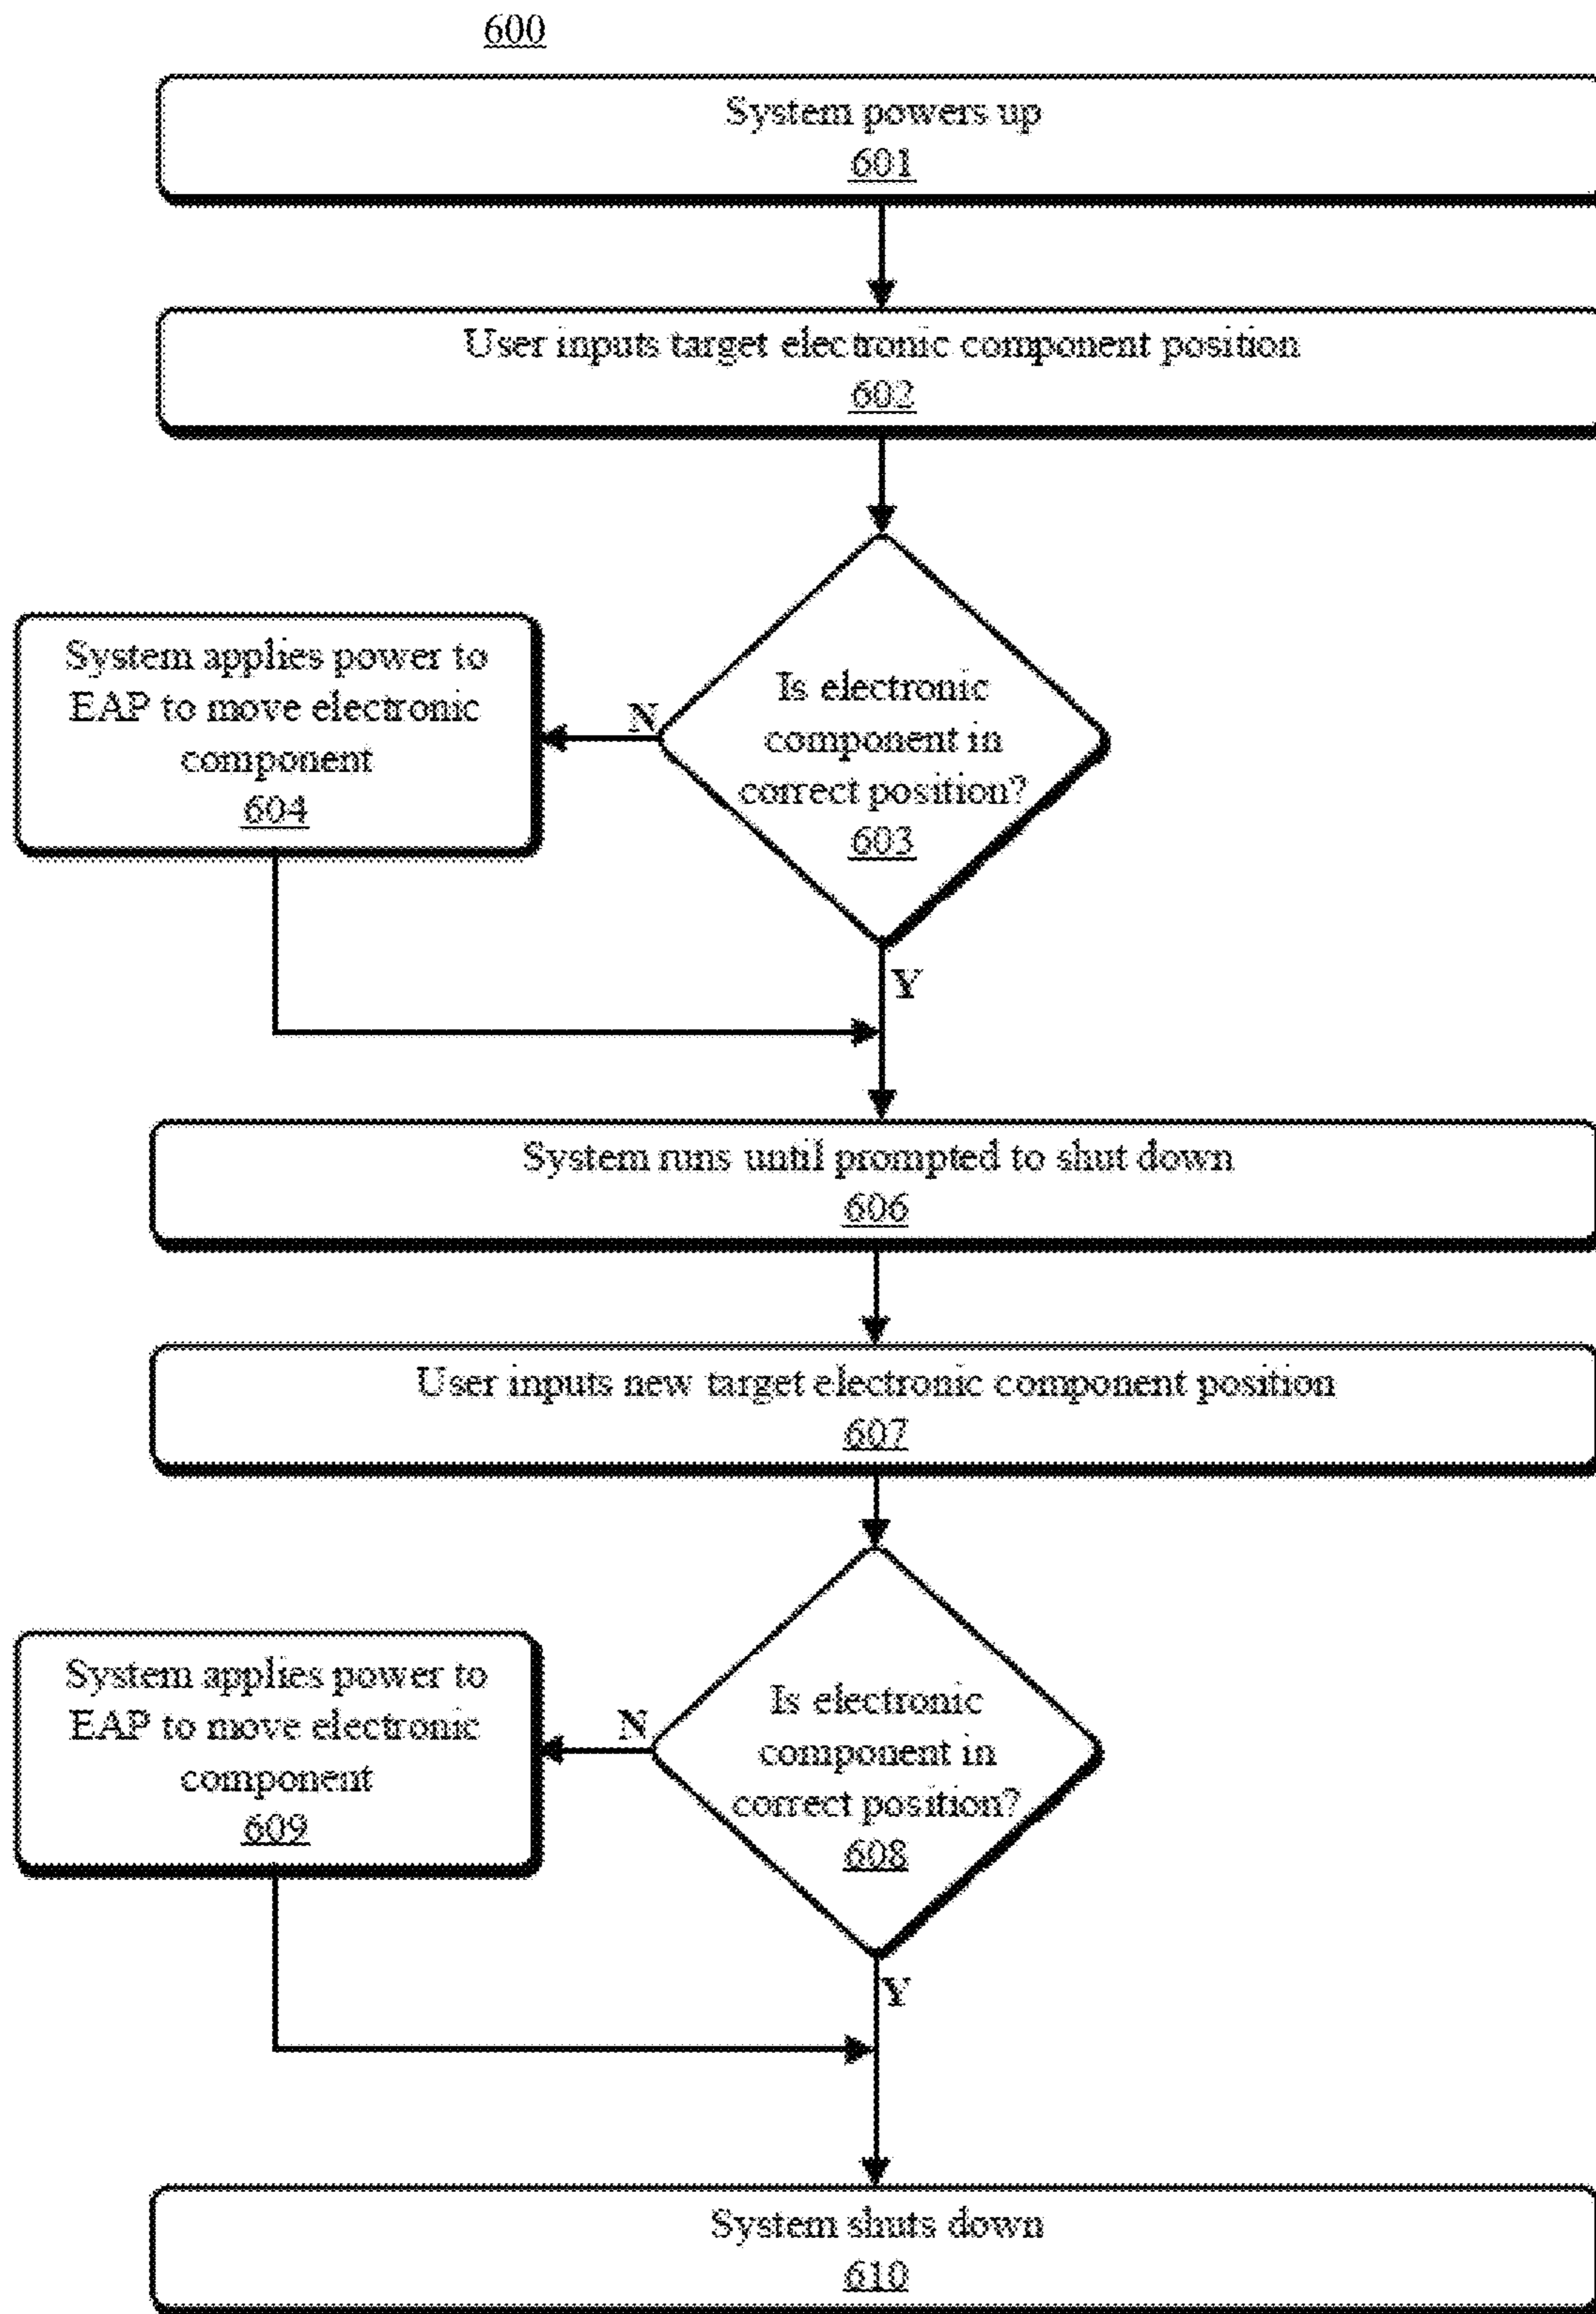 600
System powers up
601
User inputs target electronic component position
602
System applies power to
EAP to move electronic
component
604
N
Is electronic
component in
correct position?
603
Y
System runs until prompted to shut down
606
User inputs new target electronic component position
607
System applies power to
EAP to move electronic
component
609
N
Is electronic
component in
correct position?
608
Y
System shuts down
610